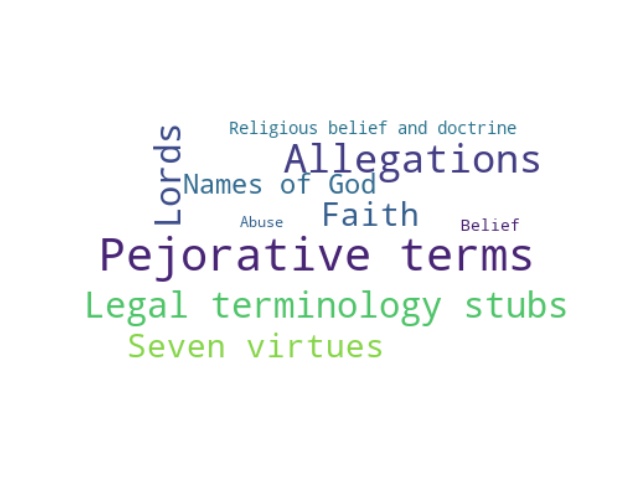 Religious belief and doctrine
Lords
Allegations
Names of God
Abuse
Faith
Belief
Pejorative terms
Legal terminology stubs
Seven virtues